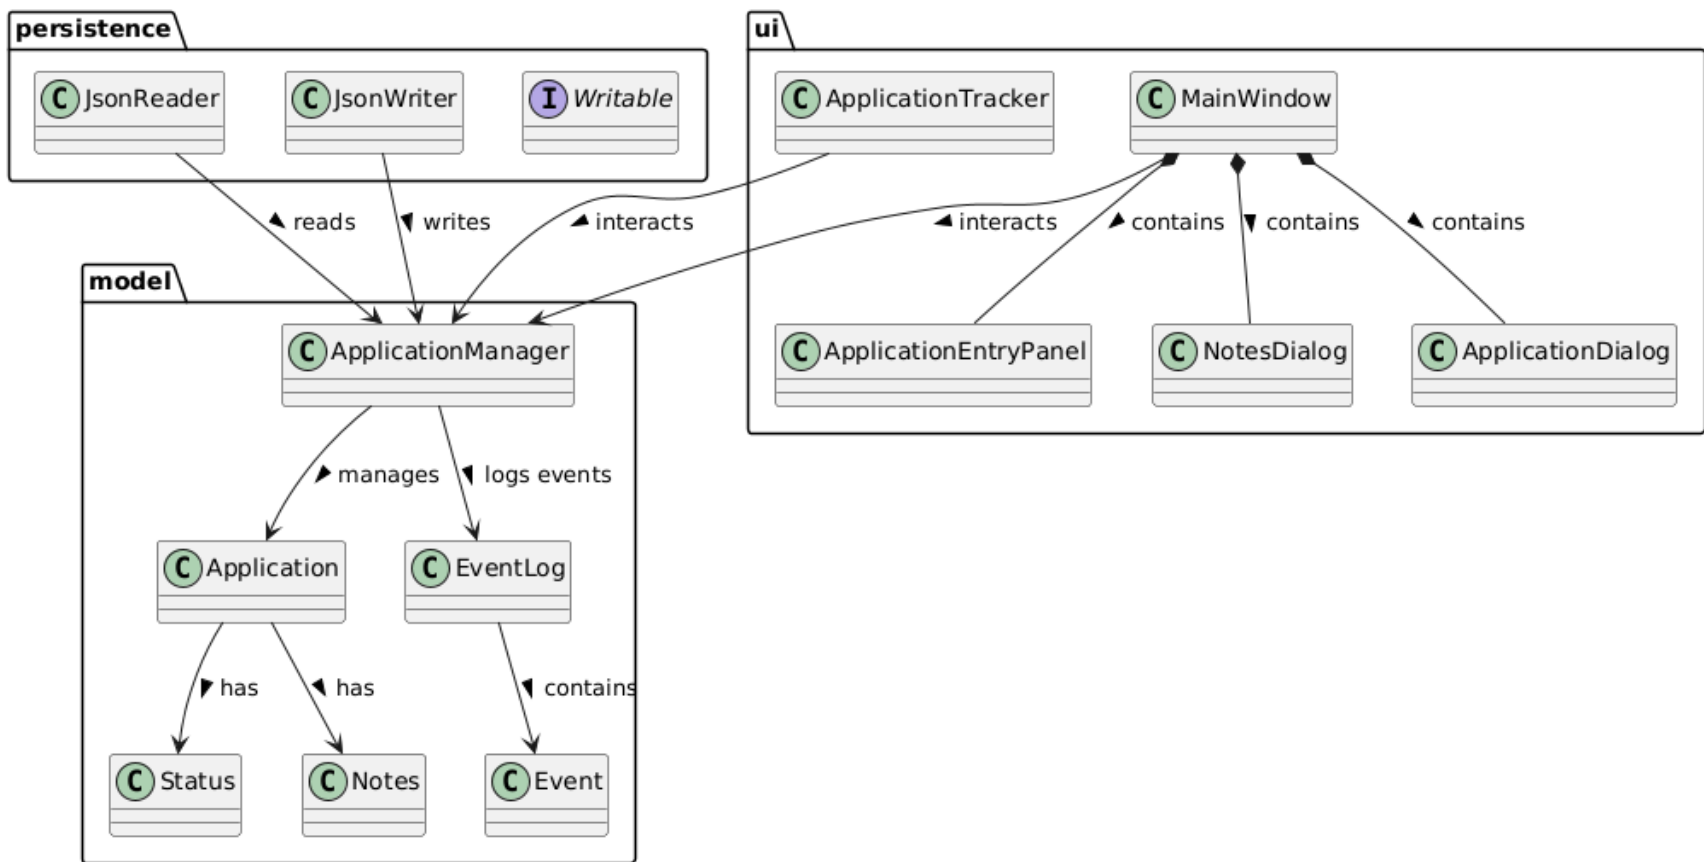 persistence
ui
C JsonReader
C JsonWriter
I Writable
C ApplicationTracker
C MainWindow
reads
writes
interacts
interacts
contains
contains
contains
model
C ApplicationManager
C ApplicationEntryPanel
C NotesDialog
C ApplicationDialog
manages
logs events
C Application
C EventLog
has
has
contains
C Status
C Notes
C Event